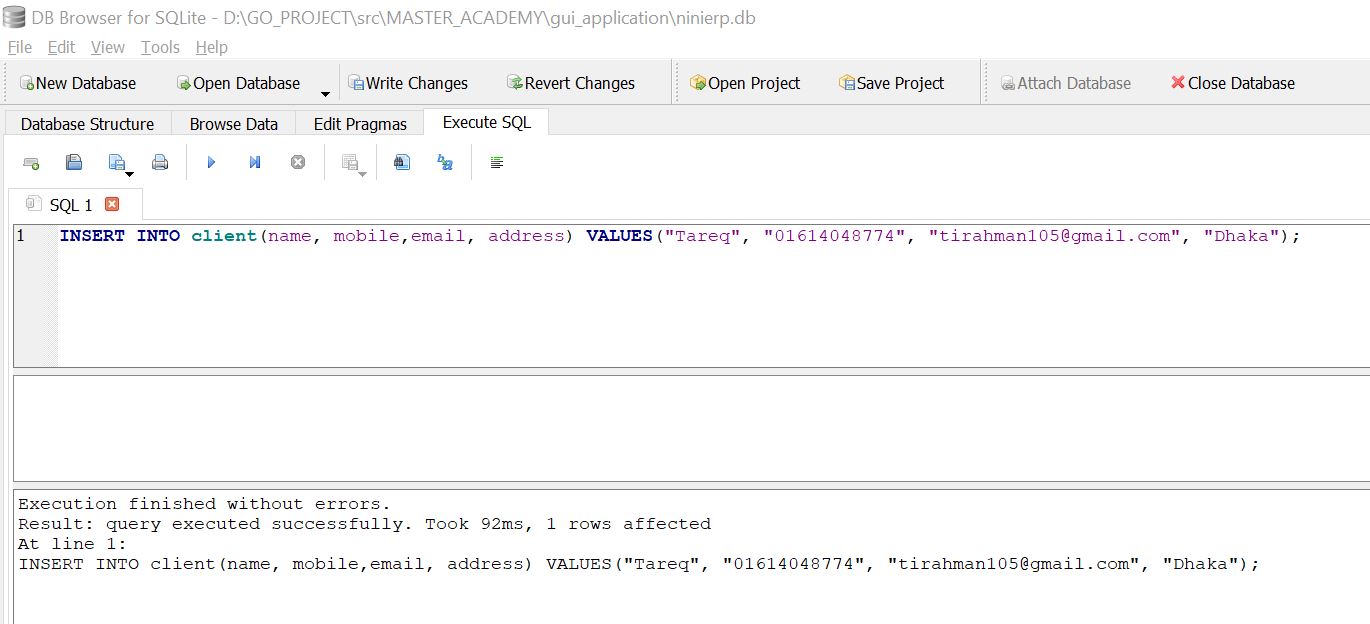 DB Browser for SQLite - D:\GO_PROJECT\src\MASTER_ACADEMY\gui_application\ninierp.db
File Edit View Tools Help
New Database Open Database Write Changes Revert Changes Open Project Save Project Attach Database Close Database
Database Structure Browse Data Edit Pragmas Execute SQL
SQL 1
1 INSERT INTO client(name, mobile,email, address) VALUES("Tareq", "01614048774", "tirahman105@gmail.com", "Dhaka");
Execution finished without errors.
Result: query executed successfully. Took 92ms, 1 rows affected
At line 1:
INSERT INTO client(name, mobile,email, address) VALUES("Tareq", "01614048774", "tirahman105@gmail.com", "Dhaka");